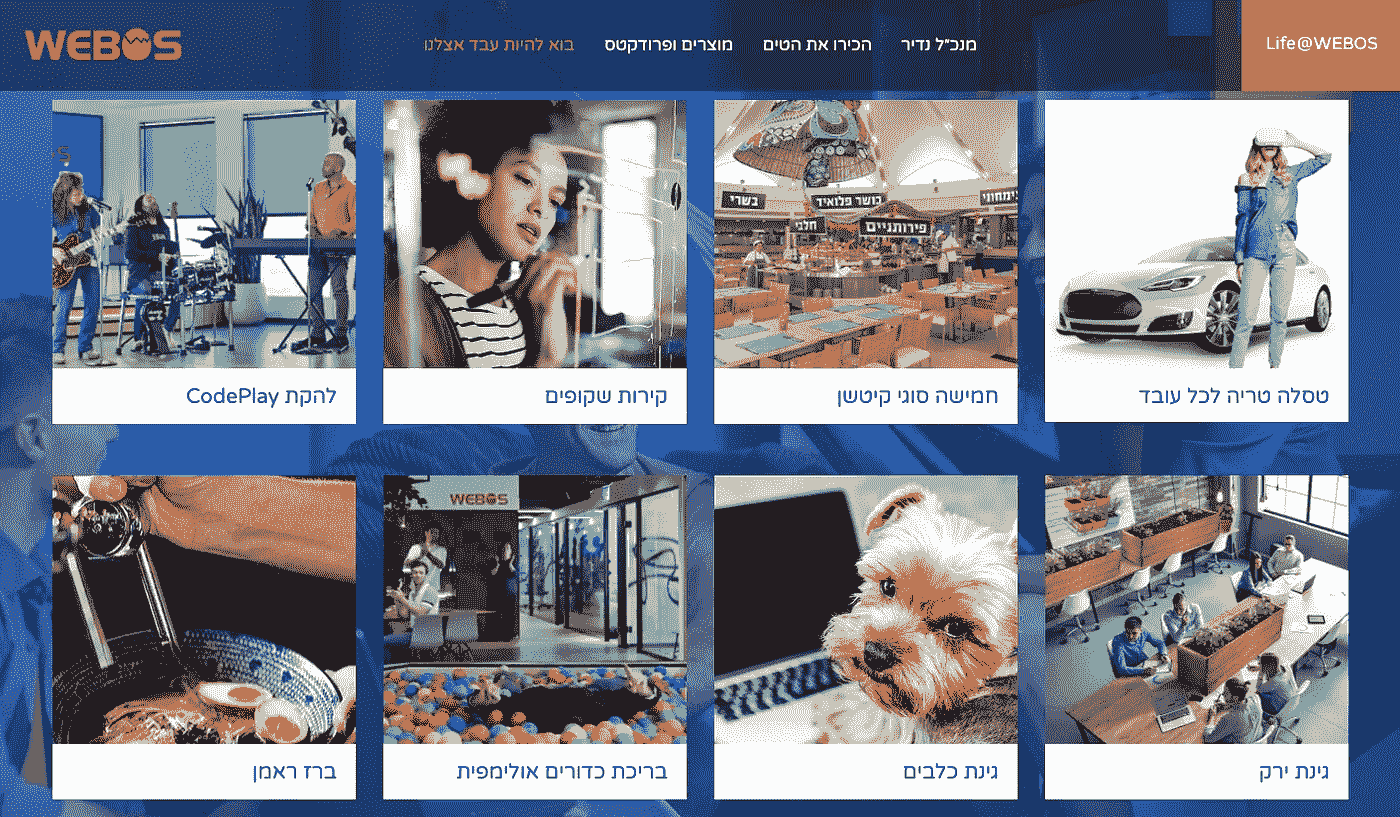 Life@WEBOS
מנכ"ל נדיר
הכירו את הטים
מוצרים ופרודקטס
בוא להיות עבד אצלנו
WEBOS
בשרי
כושר פלואיד
חלבי
פירותניים
טסלה טריה לכל עובד
חמישה סוגי קיטשן
קירות שקופים
להקת CodePlay
WEBOS
גינת ירק
גינת כלבים
בריכת כדורים אולימפית
ברז ראמן